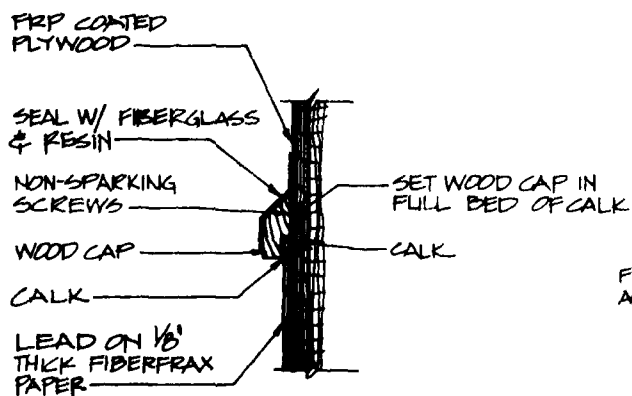 FRP COATED
PLYWOOD
SEAL W/ FIBERGLASS
& RESIN
NON-SPARKING
SCREWS
WOOD CAP
CALK
LEAD ON 1/8"
THICK FIBERFRAX
PAPER
SET WOOD CAP IN
FULL BED OF CALK
CALK
F
A